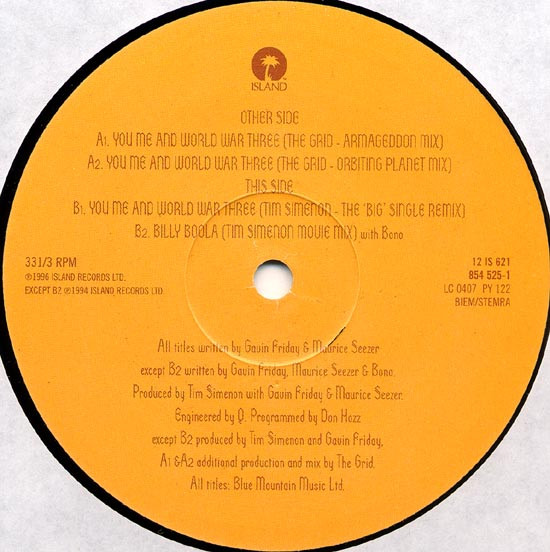 ISLAND
OTHER SIDE
A1. YOU ME AND WORLD WAR THREE (THE GRID - ARMAGEDDON MIX)
A2. YOU ME AND WORLD WAR THREE (THE GRID - ORBITING PLANET MIX)
THIS SIDE
B1. YOU ME AND WORLD WAR THREE (TIM SIMENON - THE 'BIG' SINGLE REMIX)
B2. BILLY BOOLA (TIM SIMENON MOVIE MIX) with Bono
331/3 RPM
℗1996 ISLAND RECORDS LTD.
EXCEPT B2 ℗1994 ISLAND RECORDS LTD
12 IS 621
854 525-1
LC 0407 PY 122
BIEM/STEMRA
All titles written by Gavin Friday & Maurice Seezer
except B2 written by Gavin Friday, Maurice Seezer & Bono.
Produced by Tim Simenon with Gavin Friday & Maurice Seezer.
Engineered by Q. Programmed by Don Hozz
except B2 produced by Tim Simenon and Gavin Friday,
A1 &A2 additional production and mix by The Grid.
All titles: Blue Mountain Music Ltd.